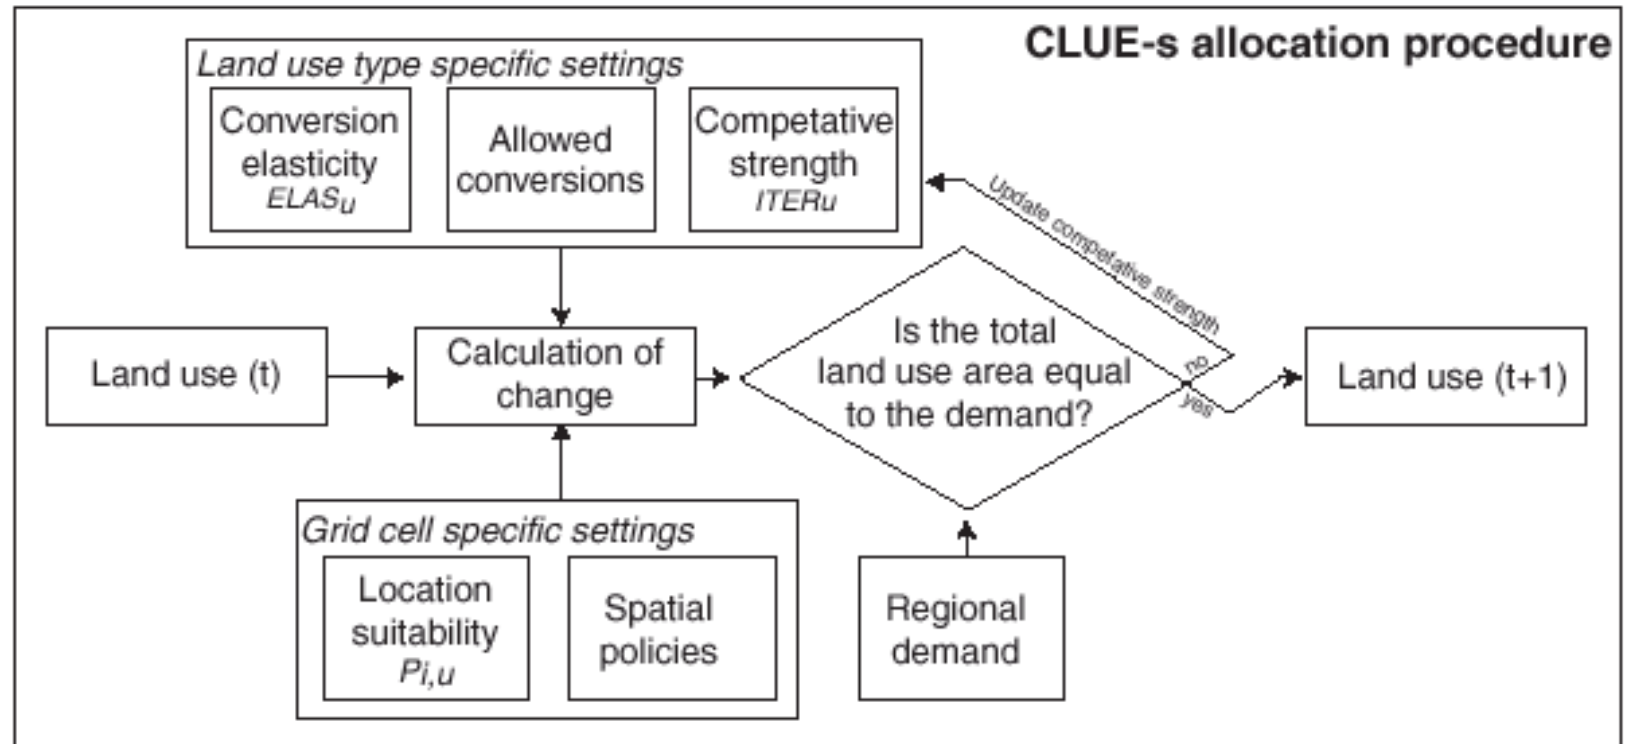 CLUE-s allocation procedure
Land use type specific settings
Conversion
elasticity
ELASu
Allowed
conversions
Competative
strength
ITERu
Update competative strength
Land use (t)
Calculation of
change
Is the total
land use area equal
to the demand?
no
yes
Land use (t+1)
Grid cell specific settings
Location
suitability
Pi,u
Spatial
policies
Regional
demand